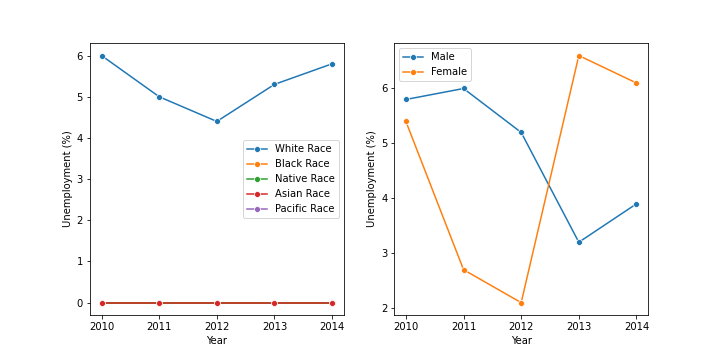 6
5
4
3
2
1
0
Unemployment (%)
White Race
Black Race
Native Race
Asian Race
Pacific Race
2010 2011 2012 2013 2014
Year
Male
Female
6
5
4
3
2
Unemployment (%)
2010 2011 2012 2013 2014
Year